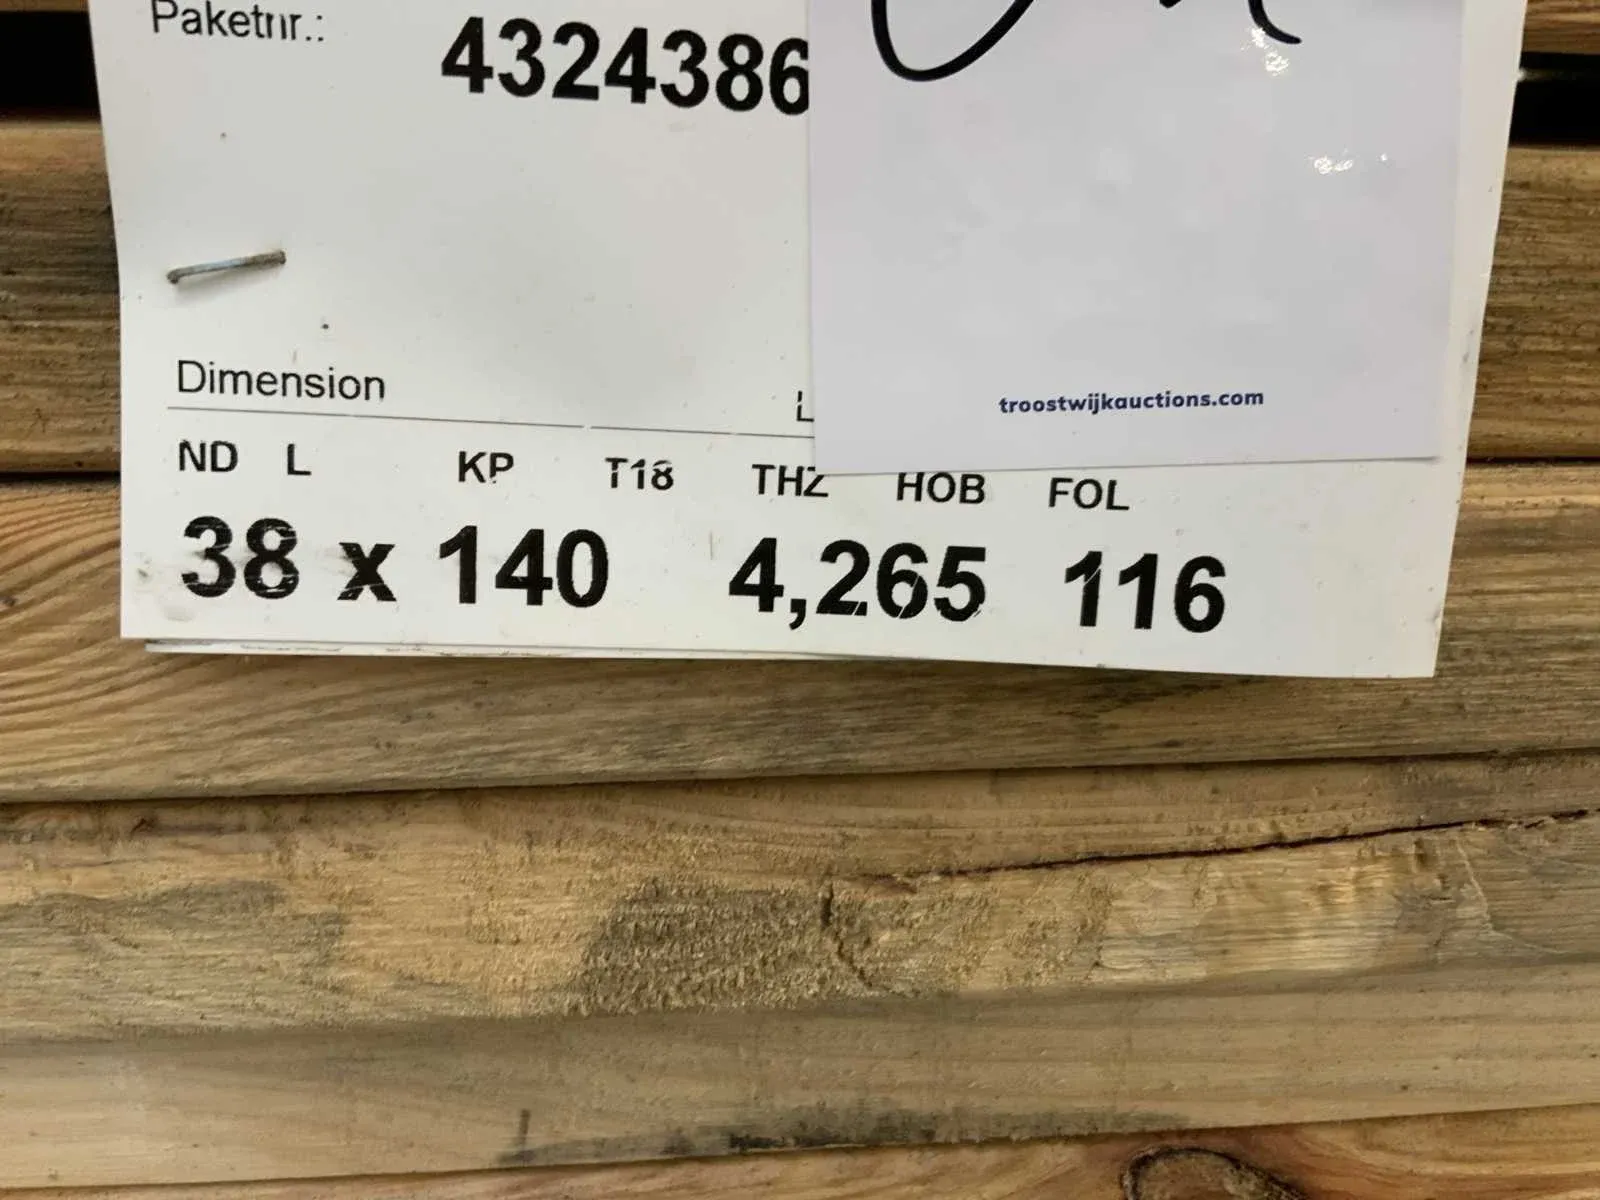 Paketnr.:
4324386
troostwijkauctions.com
Dimension
ND L KP T18 THZ HOB FOL
38 x 140 4,265 116